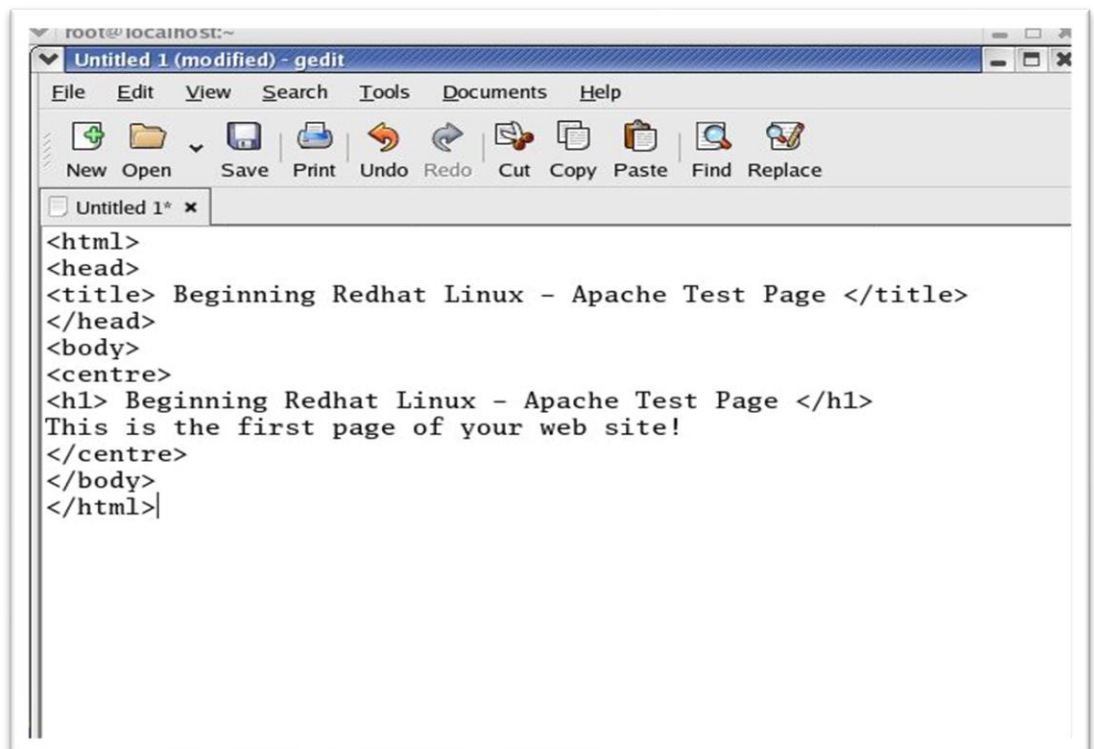 root@localhost:~
Untitled 1 (modified) - gedit
File Edit View Search Tools Documents Help
New Open Save Print Undo Redo Cut Copy Paste Find Replace
Untitled 1*
<html>
<head>
<title> Beginning Redhat Linux – Apache Test Page </title>
</head>
<body>
<centre>
<h1> Beginning Redhat Linux – Apache Test Page </h1>
This is the first page of your web site!
</centre>
</body>
</html>